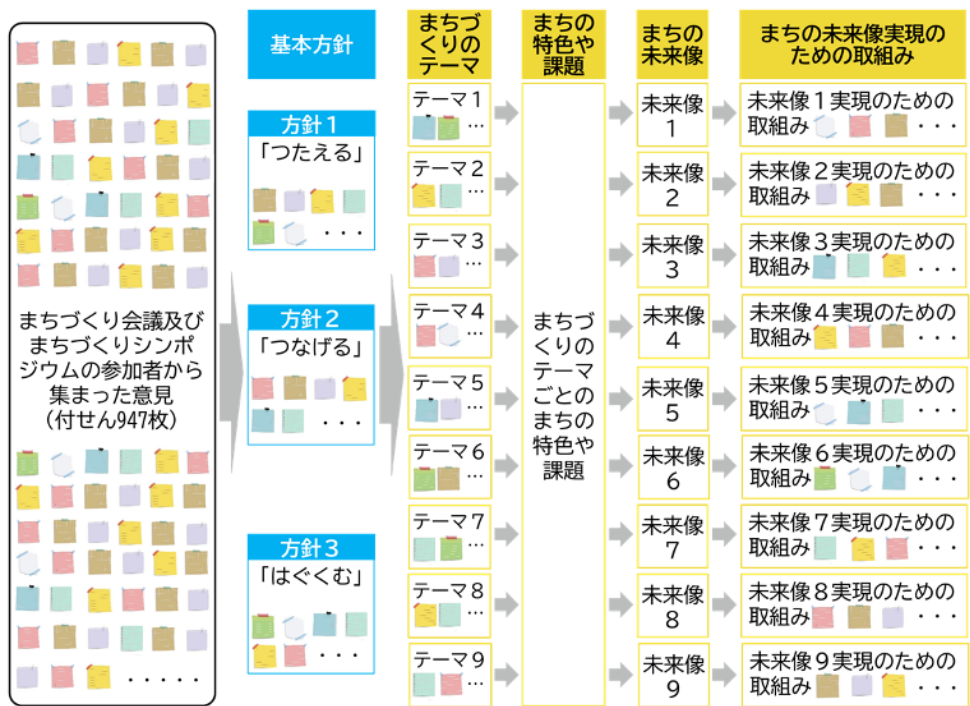 まちづくり会議及び
まちづくりシンポ
ジウムの参加者から
集まった意見
（付せん947枚）
・・・・・
基本方針
方針1
「つたえる」
・・・
方針2
「つなげる」
・・・
方針3
「はぐくむ」
・・・
まちづ
くりの
テーマ
テーマ1
…
テーマ2
…
テーマ3
…
テーマ4
…
テーマ5
…
テーマ6
…
テーマ7
…
テーマ8
…
テーマ9
…
まちの
特色や
課題
まちづ
くりの
テーマ
ごとの
まちの
特色や
課題
まちの
未来像
未来像
1
未来像
2
未来像
3
未来像
4
未来像
5
未来像
6
未来像
7
未来像
8
未来像
9
まちの未来像実現の
ための取組み
未来像1実現のための
取組み ・・・
未来像2実現のための
取組み ・・・
未来像3実現のための
取組み ・・・
未来像4実現のための
取組み ・・・
未来像5実現のための
取組み ・・・
未来像6実現のための
取組み ・・・
未来像7実現のための
取組み ・・・
未来像8実現のための
取組み ・・・
未来像9実現のための
取組み ・・・